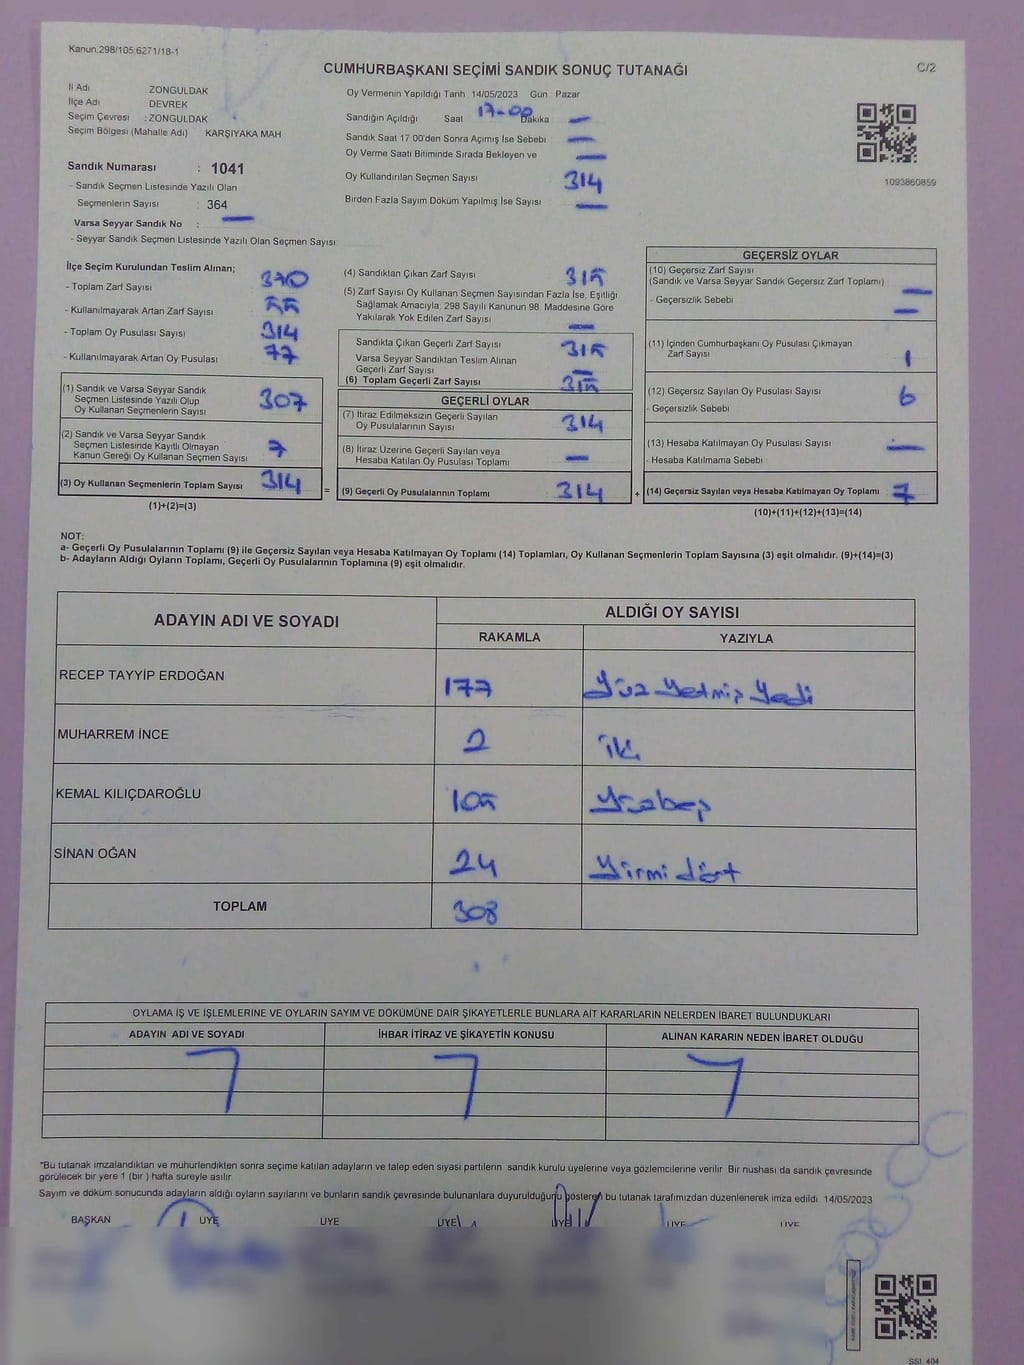 Kanun.298/105.6271/18-1
CUMHURBAŞKANI SEÇİMİ SANDIK SONUÇ TUTANAĞI
C/2
İl Adı ZONGULDAK
İlçe Adı DEVREK
Seçim Çevresi : ZONGULDAK
Seçim Bölgesi (Mahalle Adı) KARŞIYAKA MAH
Oy Vermenin Yapıldığı Tarih 14/05/2023 Gün Pazar
Sandığın Açıldığı Saat 17-00 Dakika —
Sandık Saat 17 00'den Sonra Açımış İse Sebebi —
Oy Verme Saati Bitiminde Sırada Bekleyen ve —
Oy Kullandırılan Seçmen Sayısı 314
Birden Fazla Sayım Döküm Yapılmış İse Sayısı —
1093860859
Sandık Numarası : 1041
- Sandık Seçmen Listesinde Yazılı Olan
Seçmenlerin Sayısı : 364
Varsa Seyyar Sandık No : —
- Seyyar Sandık Seçmen Listesinde Yazılı Olan Seçmen Sayısı
İlçe Seçim Kurulundan Teslim Alınan;
- Toplam Zarf Sayısı 370
- Kullanılmayarak Artan Zarf Sayısı 55
- Toplam Oy Pusulası Sayısı 314
- Kullanılmayarak Artan Oy Pusulası 77
(1) Sandık ve Varsa Seyyar Sandık
Seçmen Listesinde Yazılı Olup
Oy Kullanan Seçmenlerin Sayısı 307
(2) Sandık ve Varsa Seyyar Sandık
Seçmen Listesinde Kayıtlı Olmayan
Kanun Gereği Oy Kullanan Seçmen Sayısı 7
(3) Oy Kullanan Seçmenlerin Toplam Sayısı 314
(1)+(2)=(3)
(4) Sandıktan Çıkan Zarf Sayısı 315
(5) Zarf Sayısı Oy Kullanan Seçmen Sayısından Fazla İse, Eşitliği
Sağlamak Amacıyla, 298 Sayılı Kanunun 98. Maddesine Göre
Yakılarak Yok Edilen Zarf Sayısı —
Sandıkta Çıkan Geçerli Zarf Sayısı 315
Varsa Seyyar Sandıktan Teslim Alınan
Geçerli Zarf Sayısı —
(6) Toplam Geçerli Zarf Sayısı 315
GEÇERLİ OYLAR
(7) İtiraz Edilmeksizin Geçerli Sayılan
Oy Pusulalarının Sayısı 314
(8) İtiraz Üzerine Geçerli Sayılan veya
Hesaba Katılan Oy Pusulası Toplamı —
= (9) Geçerli Oy Pusulalarının Toplamı 314
GEÇERSİZ OYLAR
(10) Geçersiz Zarf Sayısı
(Sandık ve Varsa Seyyar Sandık Geçersiz Zarf Toplamı) —
- Geçersizlik Sebebi —
(11) İçinden Cumhurbaşkanı Oy Pusulası Çıkmayan
Zarf Sayısı 1
(12) Geçersiz Sayılan Oy Pusulası Sayısı 6
- Geçersizlik Sebebi
(13) Hesaba Katılmayan Oy Pusulası Sayısı —
- Hesaba Katılmama Sebebi
+ (14) Geçersiz Sayılan veya Hesaba Katılmayan Oy Toplamı 7
(10)+(11)+(12)+(13)=(14)
NOT:
a- Geçerli Oy Pusulalarının Toplamı (9) ile Geçersiz Sayılan veya Hesaba Katılmayan Oy Toplamı (14) Toplamları, Oy Kullanan Seçmenlerin Toplam Sayısına (3) eşit olmalıdır. (9)+(14)=(3)
b- Adayların Aldığı Oyların Toplamı, Geçerli Oy Pusulalarının Toplamına (9) eşit olmalıdır.
ADAYIN ADI VE SOYADI ALDIĞI OY SAYISI
RAKAMLA YAZIYLA
RECEP TAYYİP ERDOĞAN 177 Yüz Yetmiş Yedi
MUHARREM İNCE 2 iki
KEMAL KILIÇDAROĞLU 105 Yüzbeş
SİNAN OĞAN 24 Yirmi dört
TOPLAM 308
OYLAMA İŞ VE İŞLEMLERİNE VE OYLARIN SAYIM VE DÖKÜMÜNE DAİR ŞİKAYETLERLE BUNLARA AİT KARARLARIN NELERDEN İBARET BULUNDUKLARI
ADAYIN ADI VE SOYADI İHBAR İTİRAZ VE ŞİKAYETİN KONUSU ALINAN KARARIN NEDEN İBARET OLDUĞU
*Bu tutanak imzalandıktan ve mühürlendikten sonra seçime katılan adayların ve talep eden siyasi partilerin sandık kurulu üyelerine veya gözlemcilerine verilir Bir nüshası da sandık çevresinde
görülecek bir yere 1 (bir) hafta süreyle asılır
Sayım ve döküm sonucunda adayların aldığı oyların sayılarını ve bunların sandık çevresinde bulunanlara duyurulduğunu gösteren bu tutanak tarafımızdan düzenlenerek imza edildi 14/05/2023
BAŞKAN ÜYE ÜYE ÜYE ÜYE ÜYE ÜYE
SSİ 404